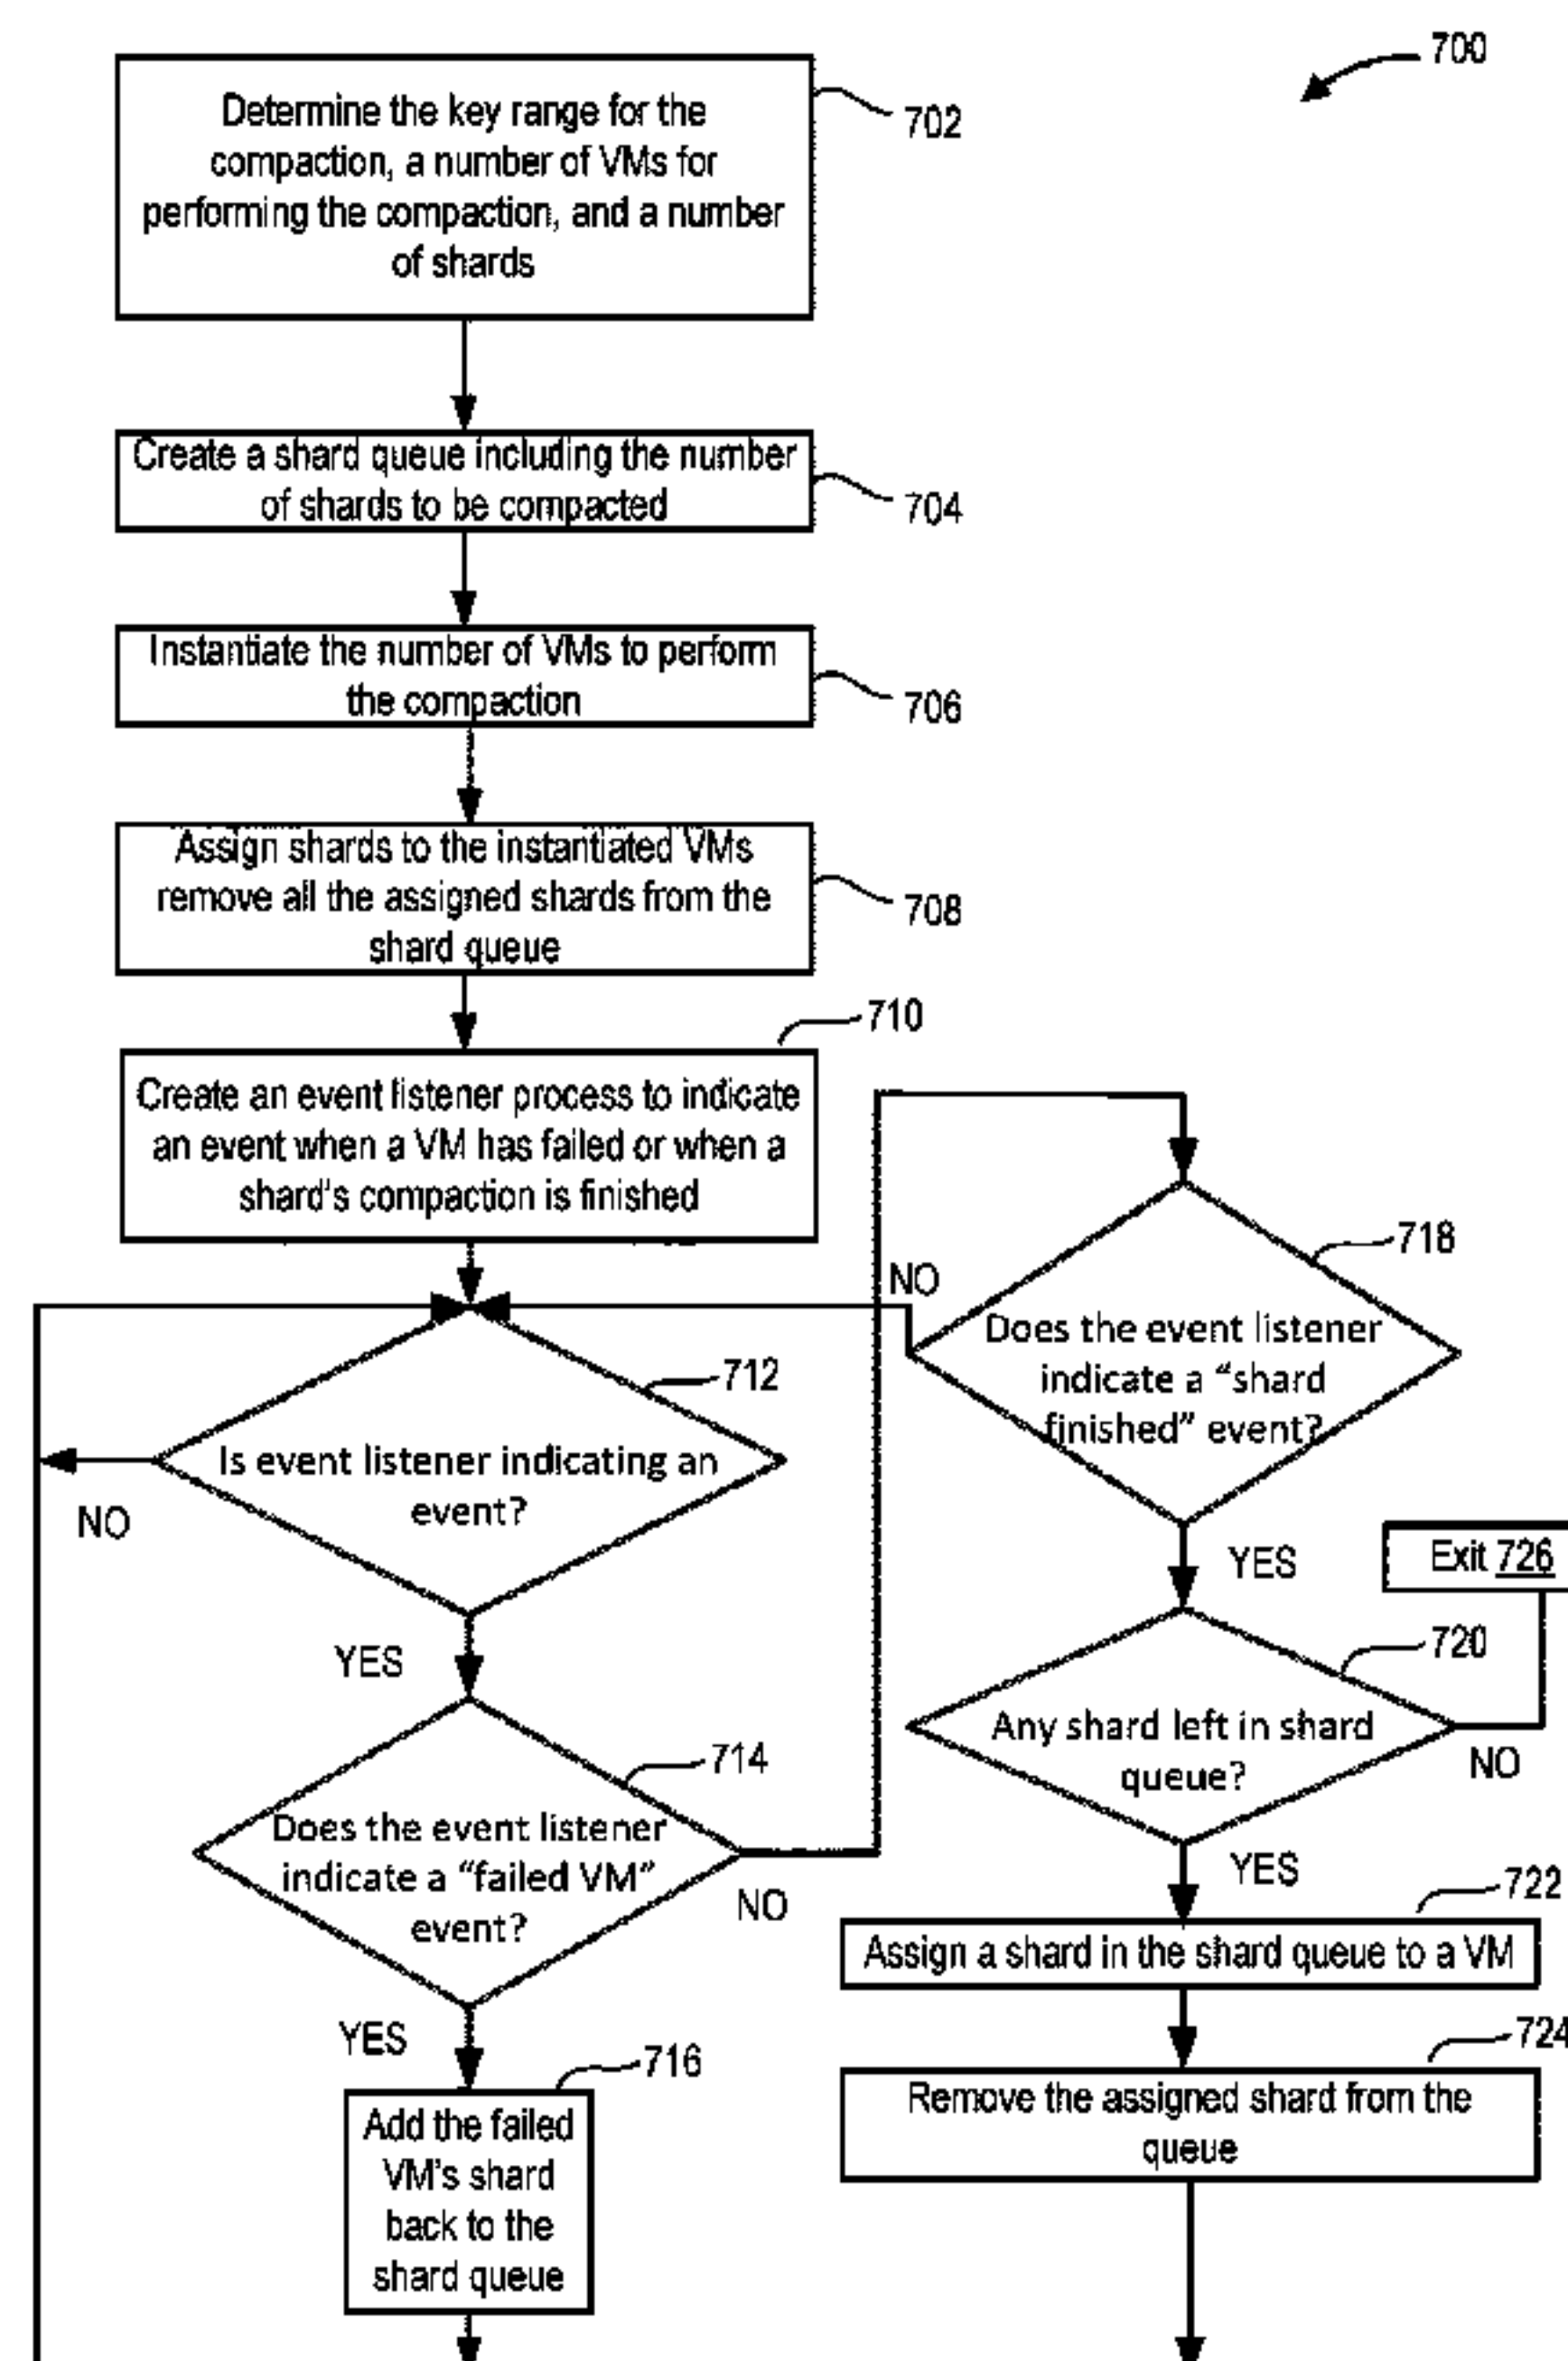 700
Determine the key range for the
compaction, a number of VMs for
performing the compaction, and a number
of shards
702
Create a shard queue including the number
of shards to be compacted
704
Instantiate the number of VMs to perform
the compaction
706
Assign shards to the instantiated VMs
remove all the assigned shards from the
shard queue
708
710
Create an event listener process to indicate
an event when a VM has failed or when a
shard's compaction is finished
712
Is event listener indicating an
event?
NO
YES
714
Does the event listener
indicate a “failed VM”
event?
NO
YES
716
Add the failed
VM's shard
back to the
shard queue
718
NO
Does the event listener
indicate a “shard
finished” event?
YES
Exit 726
720
Any shard left in shard
queue?
NO
YES
722
Assign a shard in the shard queue to a VM
724
Remove the assigned shard from the
queue